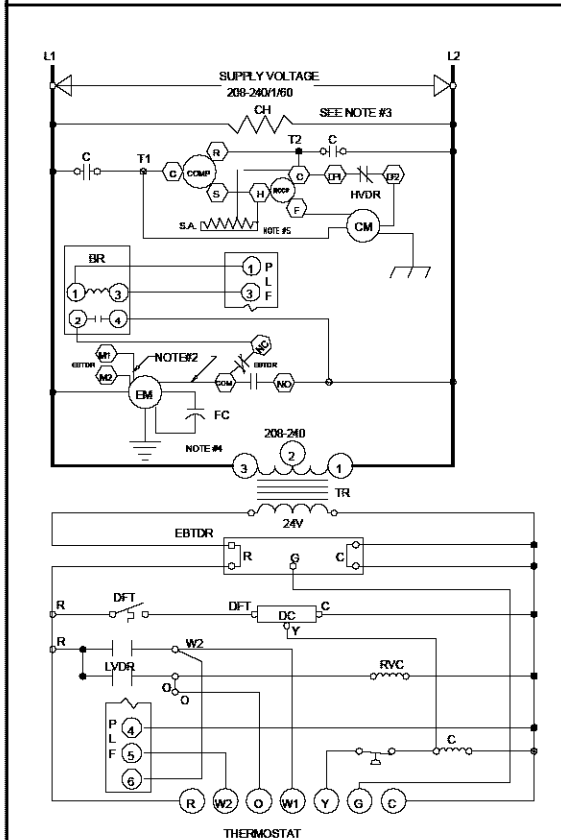 L1 L2
SUPPLY VOLTAGE
208-240/1/60
CH SEE NOTE #3
C T1 T2 C
C COMP R S H C F DF1 DF2
HVDR
S.A. NOTE #5 CM
BR
1 3 1 P
L
3 F
2 4
NC
M1 NOTE#2 EBTDR
EBTDR M2 COM NO
EM
FC
NOTE #4 208-240
3 2 1
TR
24V
EBTDR
R G C
R DFT DFT DC C
Y
R W2
LVDR RVC
O
O
P 4
L 5 C
F 6
R W2 O W1 Y G C
THERMOSTAT